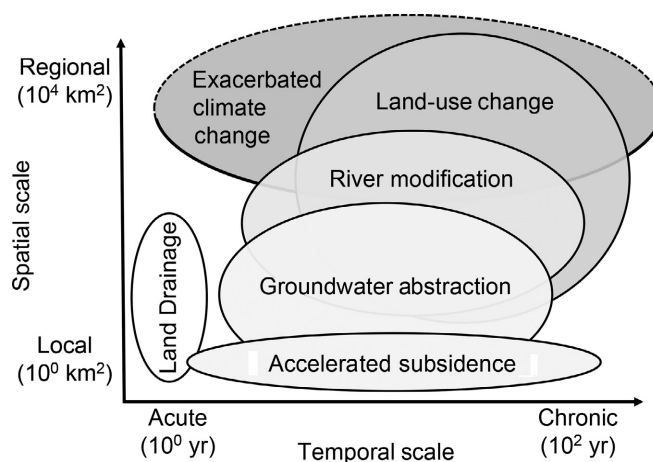 Regional
(10⁴ km²)
Exacerbated
climate
change
Land-use change
River modification
Spatial scale
Land Drainage
Groundwater abstraction
Local
(10⁰ km²)
Accelerated subsidence
Acute
(10⁰ yr)
Temporal scale
Chronic
(10² yr)